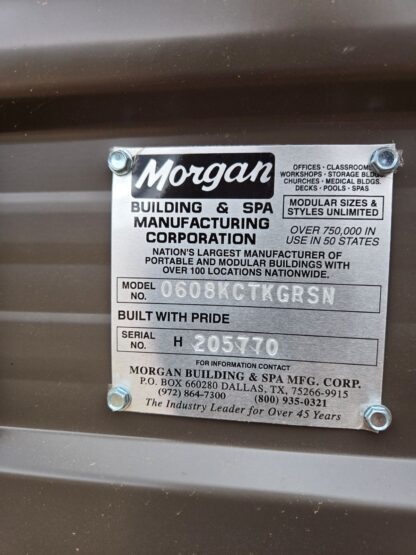 Morgan
BUILDING & SPA
MANUFACTURING
CORPORATION
OFFICES · CLASSROOMS
WORKSHOPS · STORAGE BLDGS.
CHURCHES · MEDICAL BLDGS.
DECKS · POOLS · SPAS
MODULAR SIZES &
STYLES UNLIMITED
OVER 750,000 IN
USE IN 50 STATES
NATION'S LARGEST MANUFACTURER OF
PORTABLE AND MODULAR BUILDINGS WITH
OVER 100 LOCATIONS NATIONWIDE.
MODEL NO. 0608KCTKGRSN
BUILT WITH PRIDE
SERIAL NO. H 205770
FOR INFORMATION CONTACT
MORGAN BUILDING & SPA MFG. CORP.
P.O. BOX 660280 DALLAS, TX, 75266-9915
(972) 864-7300 (800) 935-0321
The Industry Leader for Over 45 Years